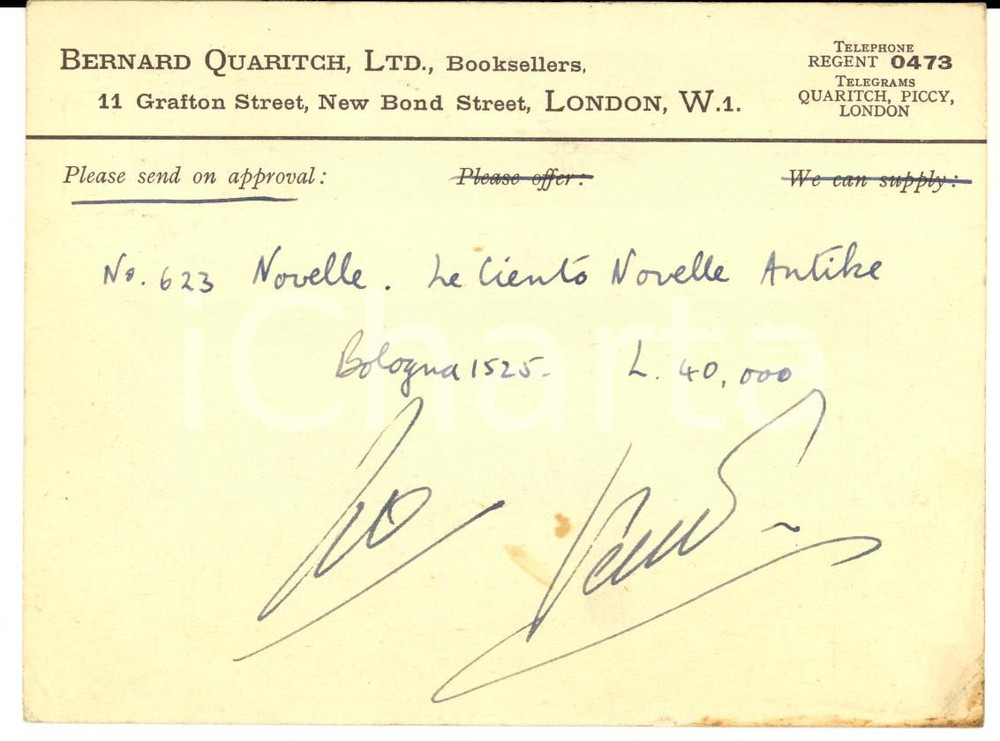 BERNARD QUARITCH, LTD., Booksellers,
11 Grafton Street, New Bond Street, LONDON, W.1.
TELEPHONE
REGENT 0473
TELEGRAMS
QUARITCH, PICCY,
LONDON
Please send on approval: Please offer: We can supply:
No. 623 Novelle. Le Ciento Novelle Antike
Bologna 1525- L. 40,000
iCharta